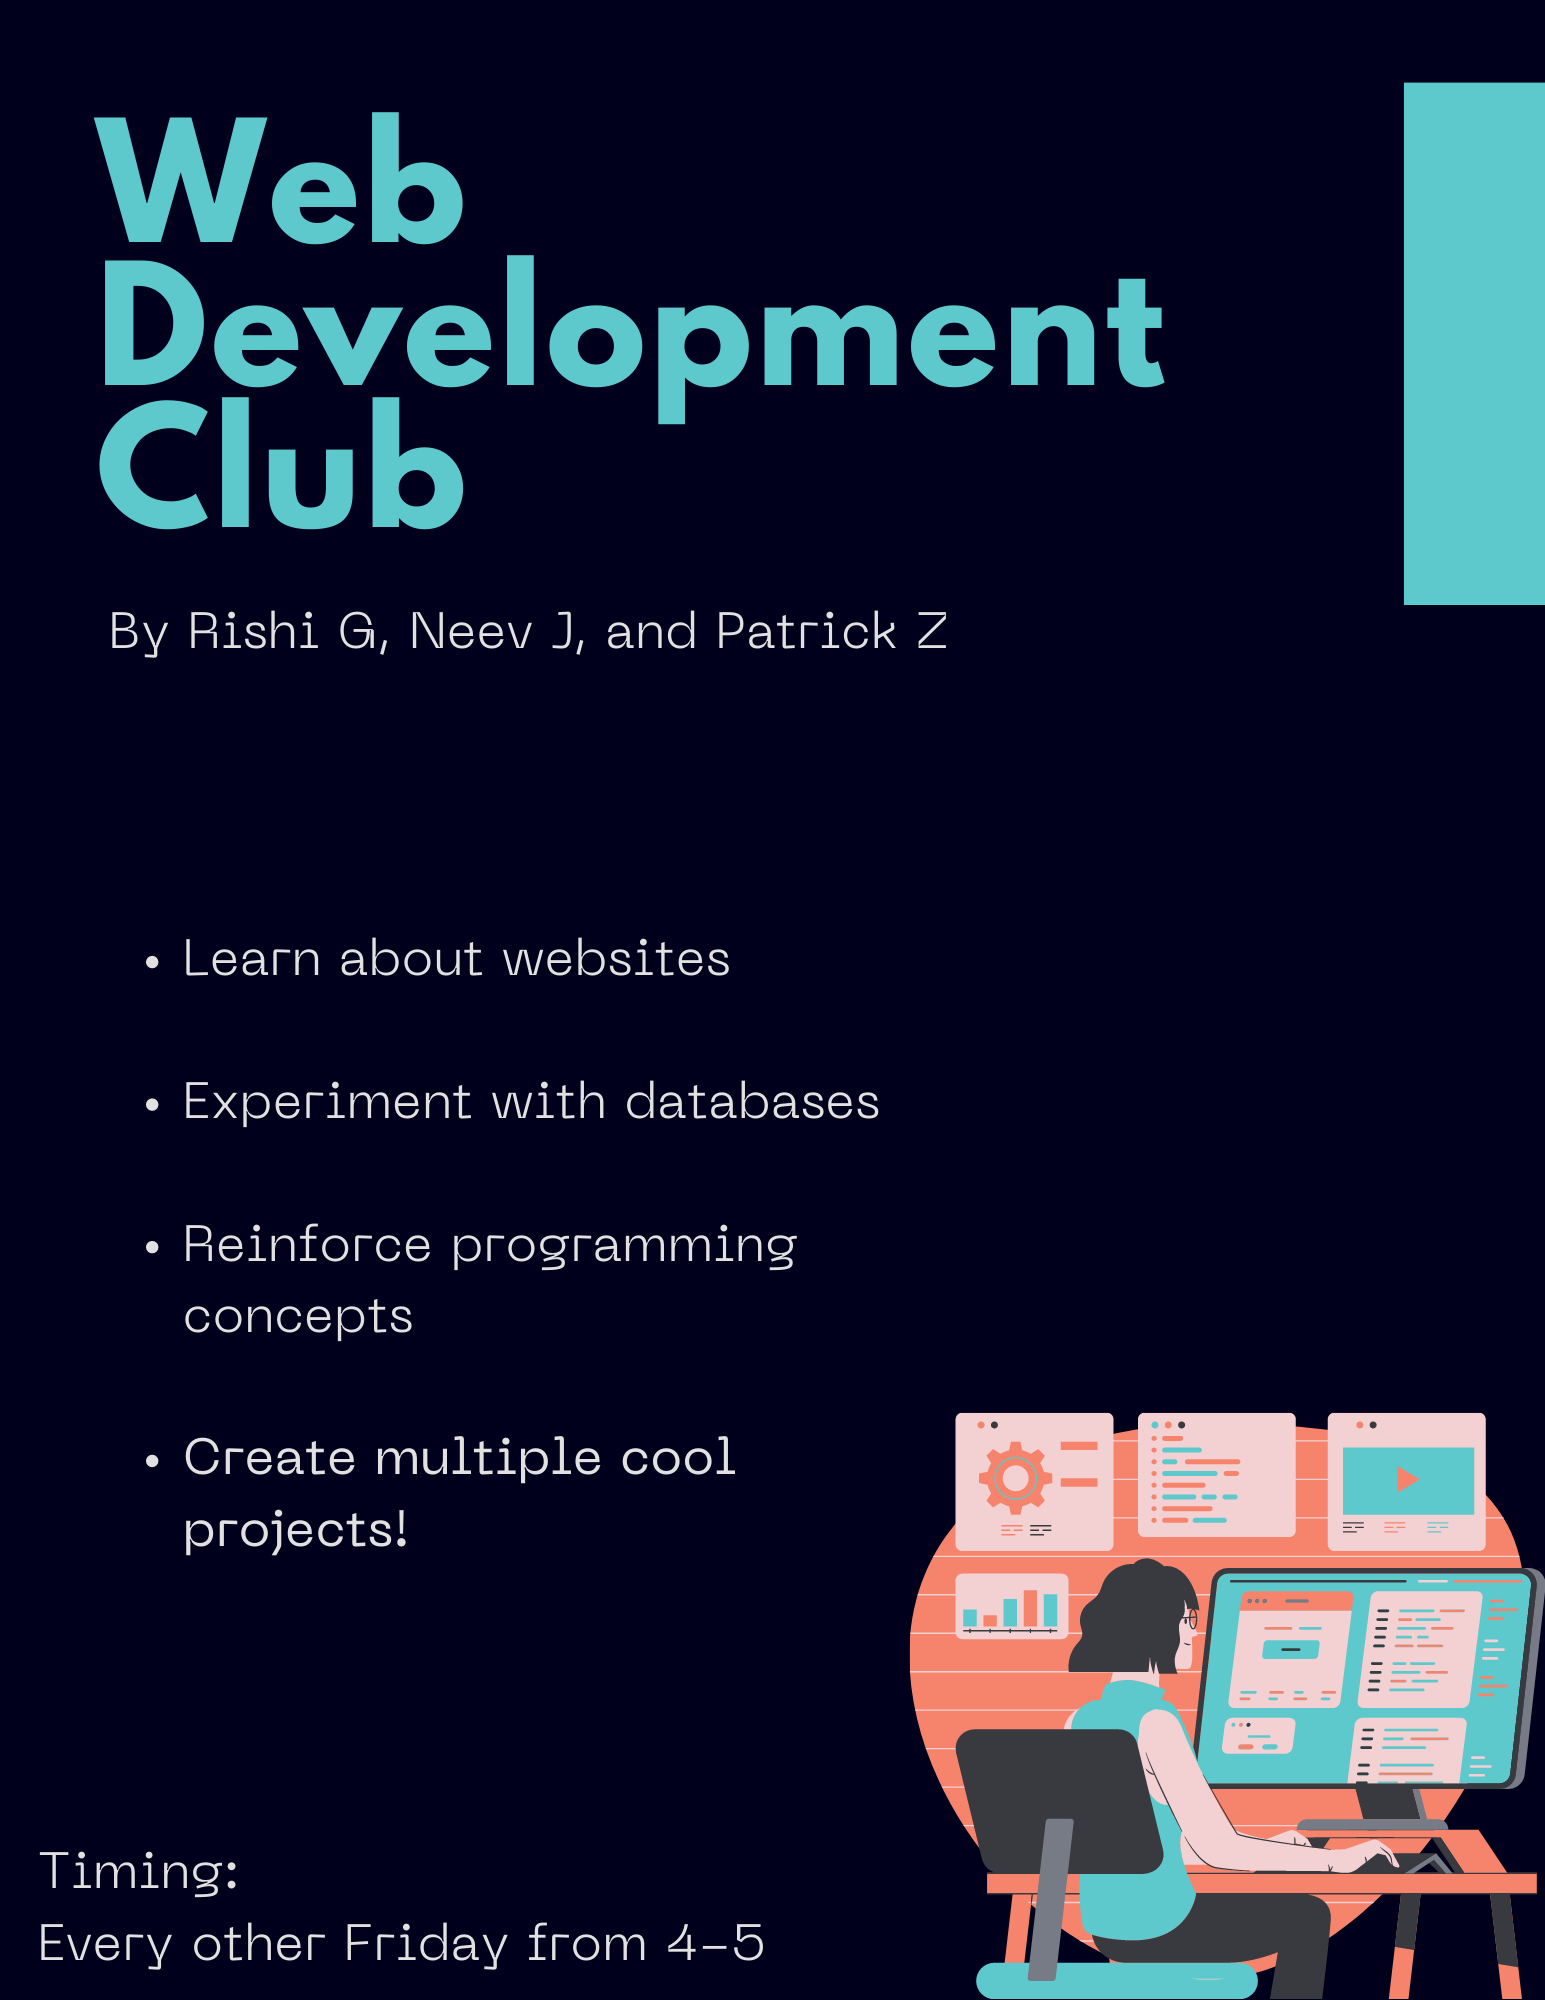 Web
Development
Club
By Rishi G, Neev J, and Patrick Z
• Learn about websites
• Experiment with databases
• Reinforce programming
concepts
• Create multiple cool
projects!
Timing:
Every other Friday from 4-5